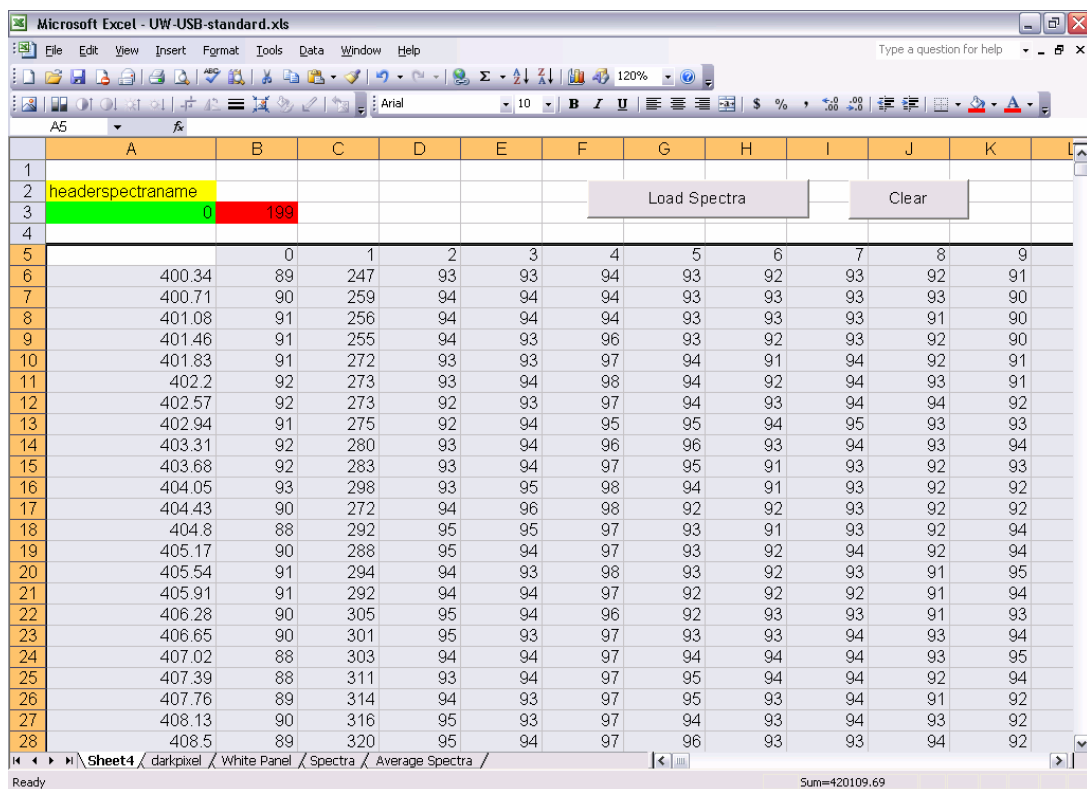 Microsoft Excel - UW-USB-standard.xls
File Edit View Insert Format Tools Data Window Help Type a question for help
120%
Arial 10 B I U $ % ,
A5 fx
A B C D E F G H I J K L
1
2 headerspectraname Load Spectra Clear
3 0 199
4
5 0 1 2 3 4 5 6 7 8 9
6 400.34 89 247 93 93 94 93 92 93 92 91
7 400.71 90 259 94 94 94 93 93 93 93 90
8 401.08 91 256 94 94 94 93 93 93 91 90
9 401.46 91 255 94 93 96 93 92 93 92 90
10 401.83 91 272 93 93 97 94 91 94 92 91
11 402.2 92 273 93 94 98 94 92 94 93 91
12 402.57 92 273 92 93 97 94 93 94 94 92
13 402.94 91 275 92 94 95 95 94 95 93 93
14 403.31 92 280 93 94 96 96 93 94 93 94
15 403.68 92 283 93 94 97 95 91 93 92 93
16 404.05 93 298 93 95 98 94 91 93 92 92
17 404.43 90 272 94 96 98 92 92 93 92 92
18 404.8 88 292 95 95 97 93 91 93 92 94
19 405.17 90 288 95 94 97 93 92 94 92 94
20 405.54 91 294 94 93 98 93 92 93 91 95
21 405.91 91 292 94 94 97 92 92 92 91 94
22 406.28 90 305 95 94 96 92 93 93 91 93
23 406.65 90 301 95 93 97 93 93 94 93 94
24 407.02 88 303 94 94 97 94 94 94 93 95
25 407.39 88 311 93 94 97 95 94 94 92 94
26 407.76 89 314 94 93 97 95 93 94 91 92
27 408.13 90 316 95 93 97 94 93 94 93 92
28 408.5 89 320 95 94 97 96 93 93 94 92
Sheet4 darkpixel White Panel Spectra Average Spectra
Ready Sum=420109.69